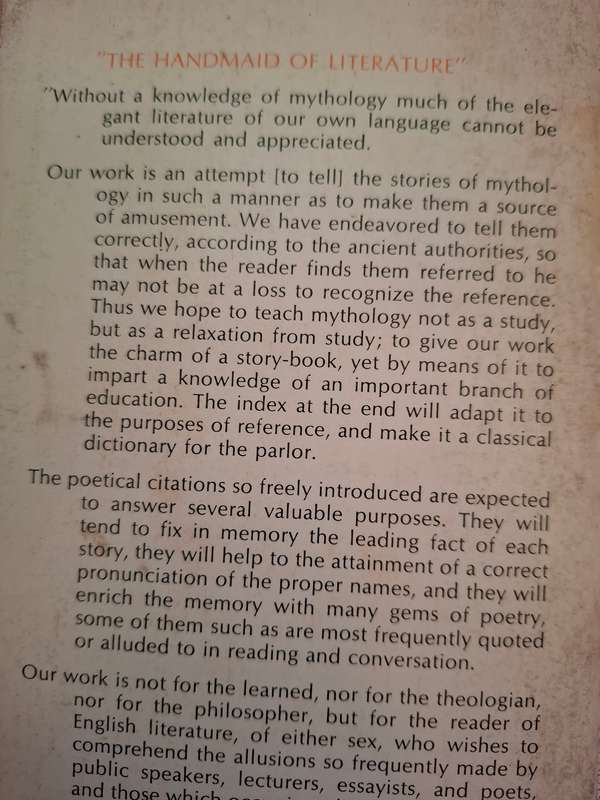 "THE HANDMAID OF LITERATURE"
"Without a knowledge of mythology much of the ele-
gant literature of our own language cannot be
understood and appreciated.
Our work is an attempt [to tell] the stories of mythol-
ogy in such a manner as to make them a source
of amusement. We have endeavored to tell them
correctly, according to the ancient authorities, so
that when the reader finds them referred to he
may not be at a loss to recognize the reference.
Thus we hope to teach mythology not as a study,
but as a relaxation from study; to give our work
the charm of a story-book, yet by means of it to
impart a knowledge of an important branch of
education. The index at the end will adapt it to
the purposes of reference, and make it a classical
dictionary for the parlor.
The poetical citations so freely introduced are expected
to answer several valuable purposes. They will
tend to fix in memory the leading fact of each
story, they will help to the attainment of a correct
pronunciation of the proper names, and they will
enrich the memory with many gems of poetry,
some of them such as are most frequently quoted
or alluded to in reading and conversation.
Our work is not for the learned, nor for the theologian,
nor for the philosopher, but for the reader of
English literature, of either sex, who wishes to
comprehend the allusions so frequently made by
public speakers, lecturers, essayists, and poets,
and those which